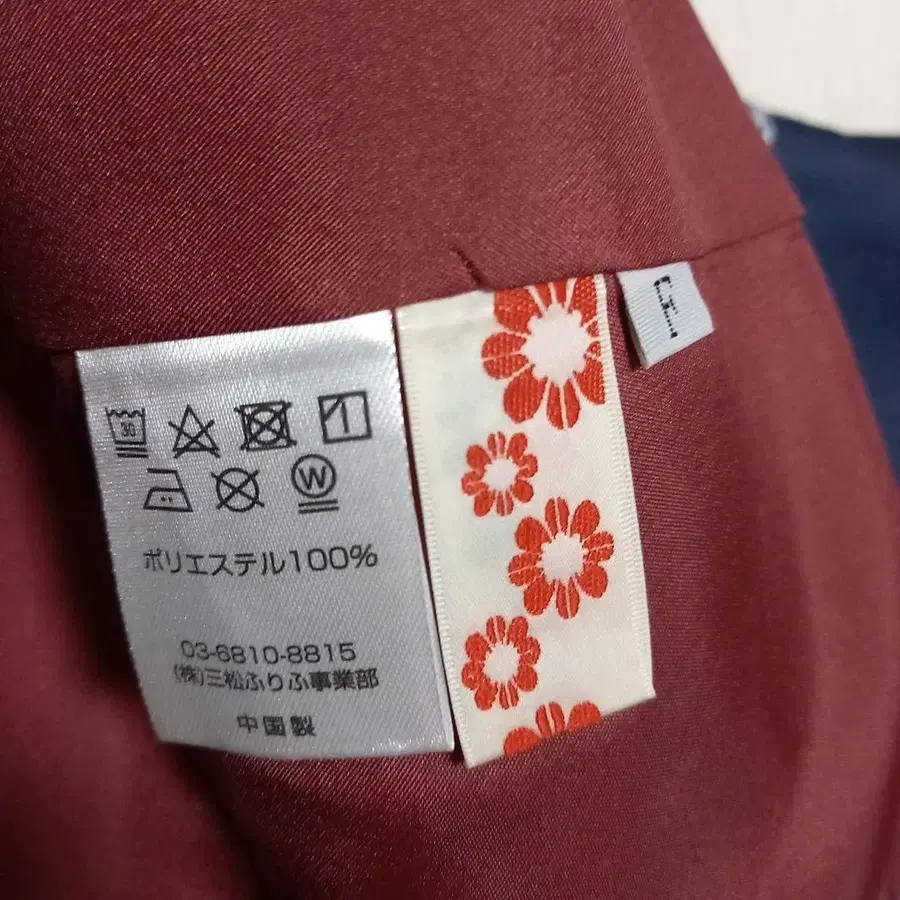 30
W
ポリエステル100%
03-6810-8815
(株)三松ふりふ事業部
中国製